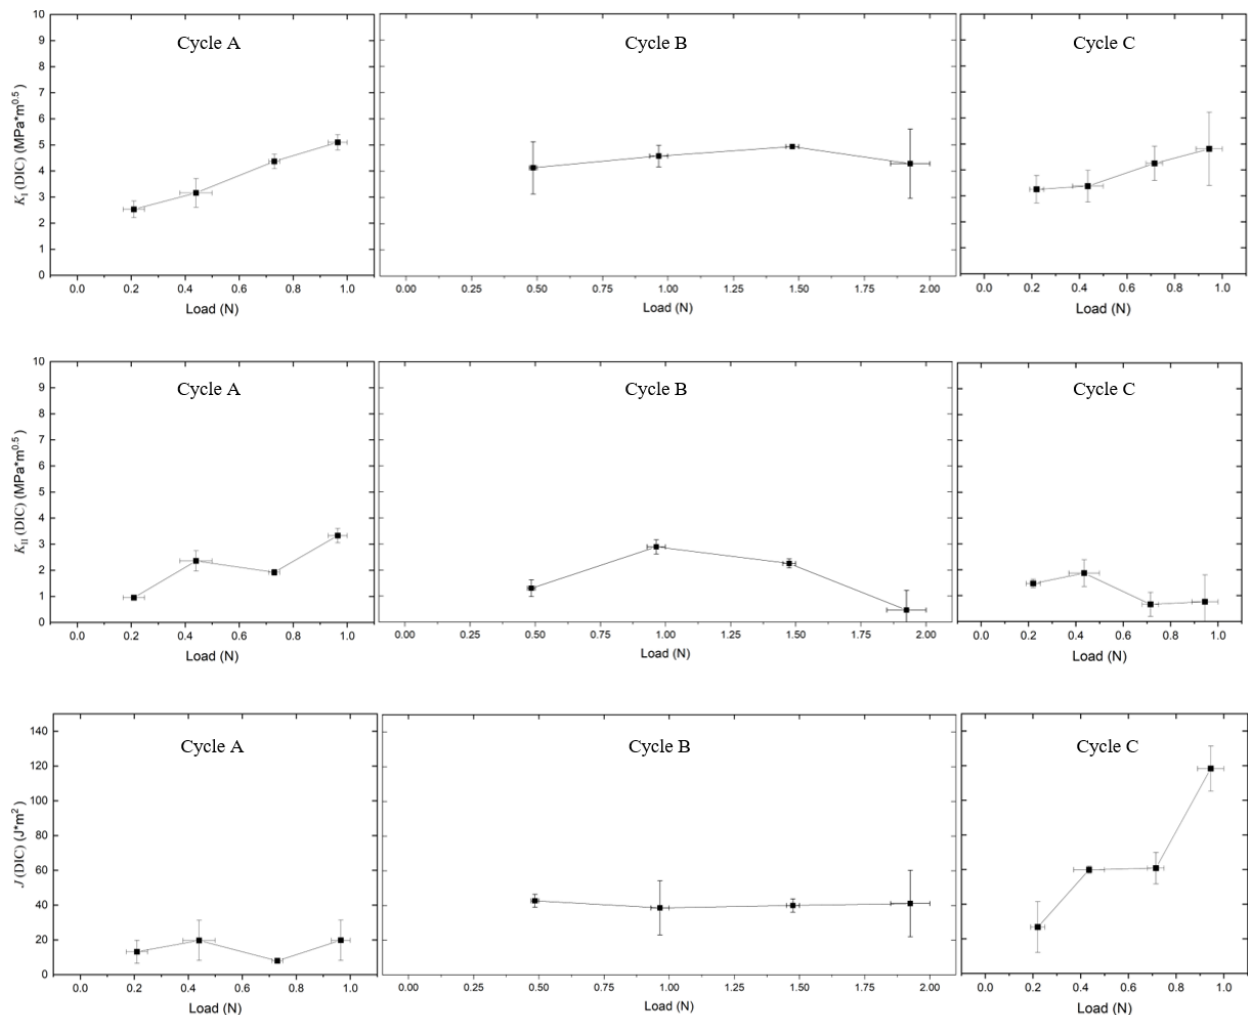 Cycle A
10
9
8
7
6
5
4
3
2
1
0
K_I (DIC) (MPa*m^0.5)
0.0 0.2 0.4 0.6 0.8 1.0
Load (N)
Cycle B
0.00 0.25 0.50 0.75 1.00 1.25 1.50 1.75 2.00
Load (N)
Cycle C
0.0 0.2 0.4 0.6 0.8 1.0
Load (N)
Cycle A
10
9
8
7
6
5
4
3
2
1
0
K_II (DIC) (MPa*m^0.5)
0.0 0.2 0.4 0.6 0.8 1.0
Load (N)
Cycle B
0.00 0.25 0.50 0.75 1.00 1.25 1.50 1.75 2.00
Load (N)
Cycle C
0.0 0.2 0.4 0.6 0.8 1.0
Load (N)
Cycle A
140
120
100
80
60
40
20
0
J (DIC) (J*m^2)
0.0 0.2 0.4 0.6 0.8 1.0
Load (N)
Cycle B
0.00 0.25 0.50 0.75 1.00 1.25 1.50 1.75 2.00
Load (N)
Cycle C
0.0 0.2 0.4 0.6 0.8 1.0
Load (N)